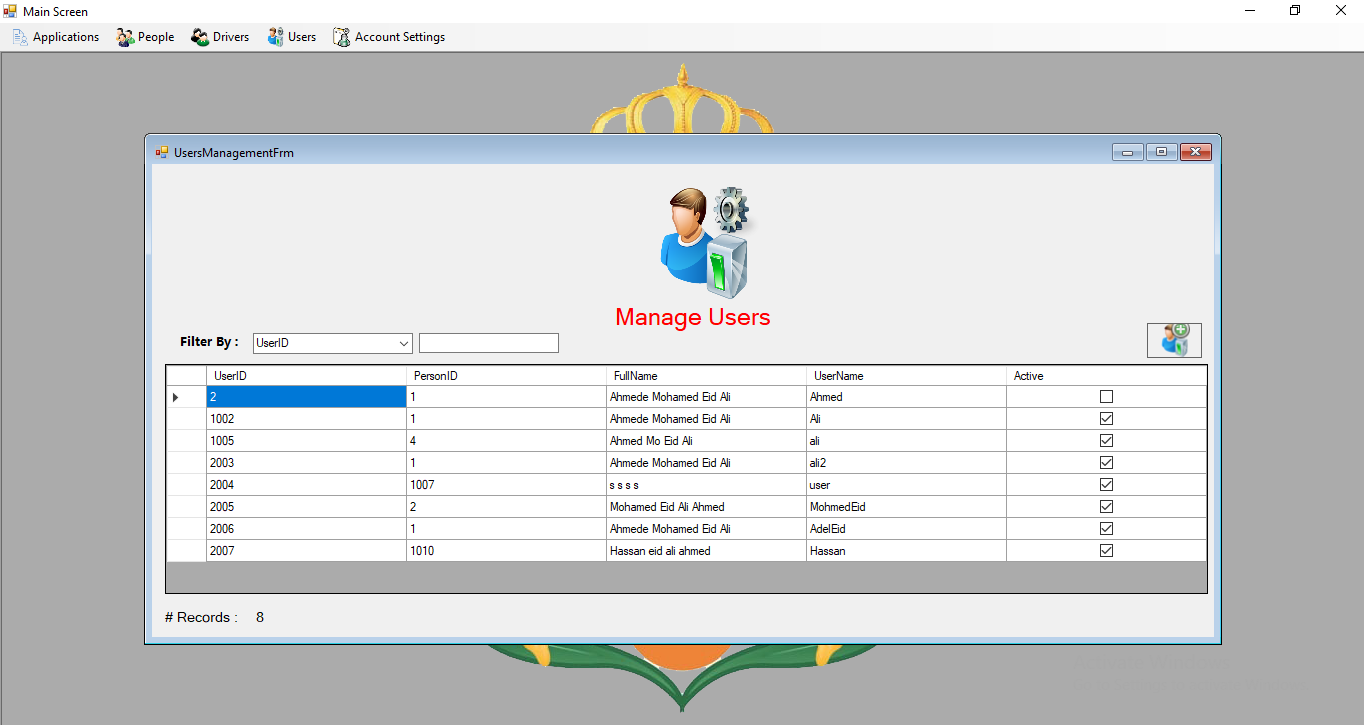 Main Screen
Applications People Drivers Users Account Settings
UsersManagementFrm
Manage Users
Filter By : UserID
UserID PersonID FullName UserName Active
2 1 Ahmede Mohamed Eid Ali Ahmed
1002 1 Ahmede Mohamed Eid Ali Ali
1005 4 Ahmed Mo Eid Ali ali
2003 1 Ahmede Mohamed Eid Ali ali2
2004 1007 s s s s user
2005 2 Mohamed Eid Ali Ahmed MohmedEid
2006 1 Ahmede Mohamed Eid Ali AdelEid
2007 1010 Hassan eid ali ahmed Hassan
# Records : 8